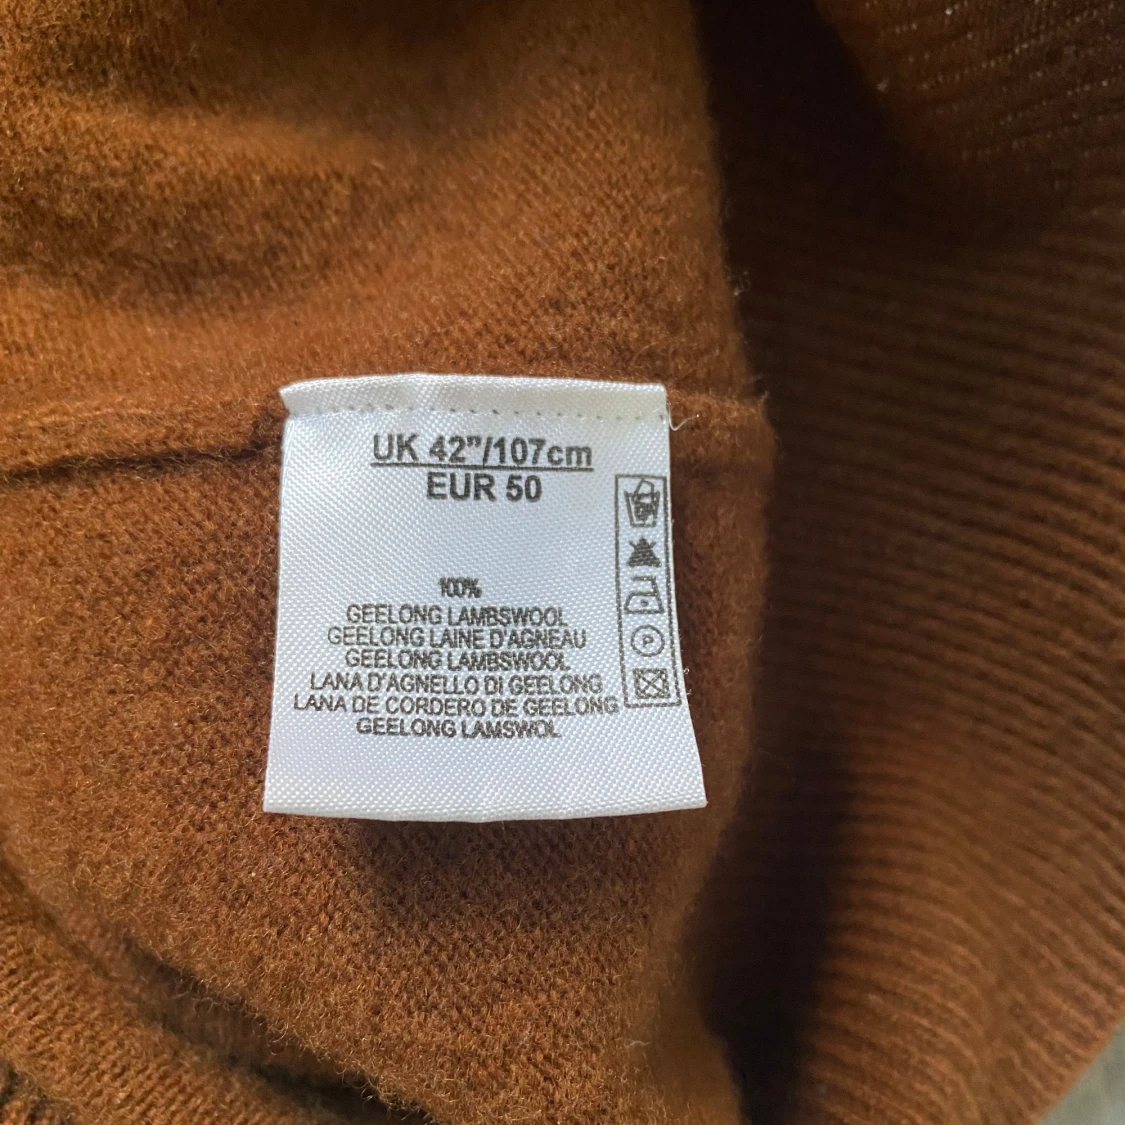 UK 42"/107cm
EUR 50
100%
GEELONG LAMBSWOOL
GEELONG LAINE D'AGNEAU
GEELONG LAMBSWOOL
LANA D'AGNELLO DI GEELONG
LANA DE CORDERO DE GEELONG
GEELONG LAMSWOL
P